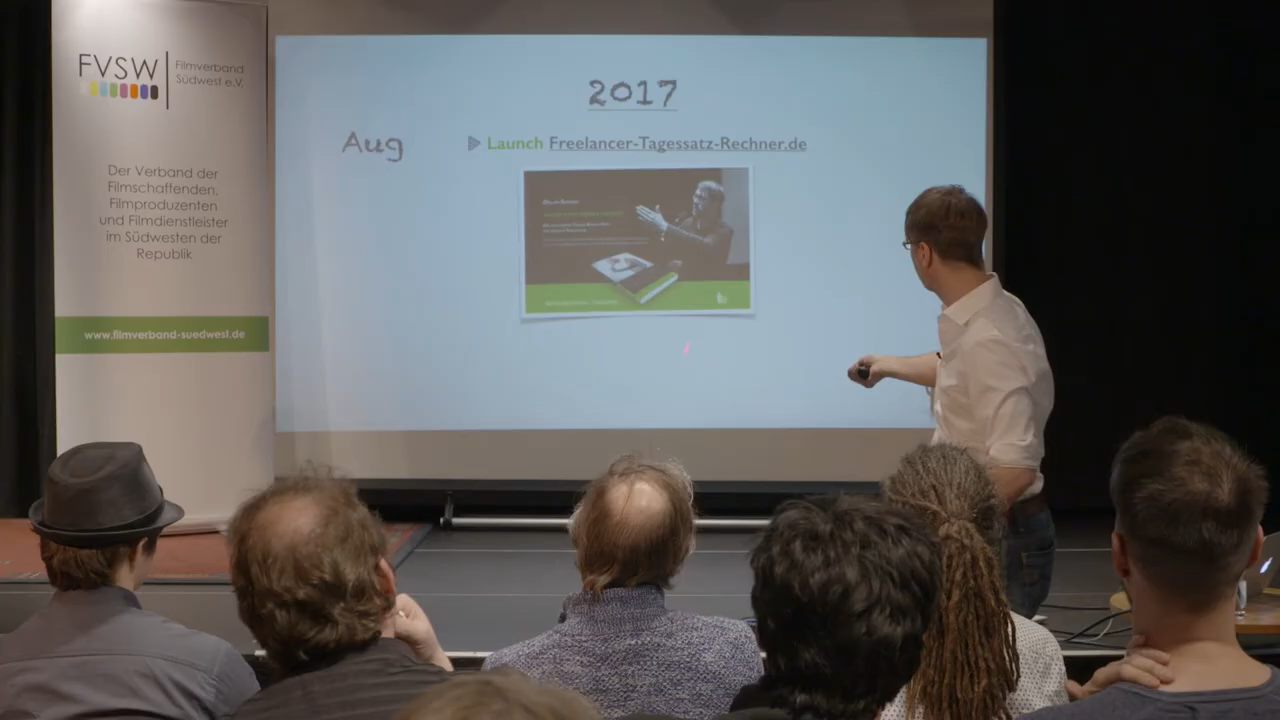 FVSW
Filmverband
Südwest e.V.
Der Verband der
Filmschaffenden,
Filmproduzenten
und Filmdienstleister
im Südwesten der
Republik
www.filmverband-suedwest.de
2017
Aug
Launch Freelancer-Tagessatz-Rechner.de